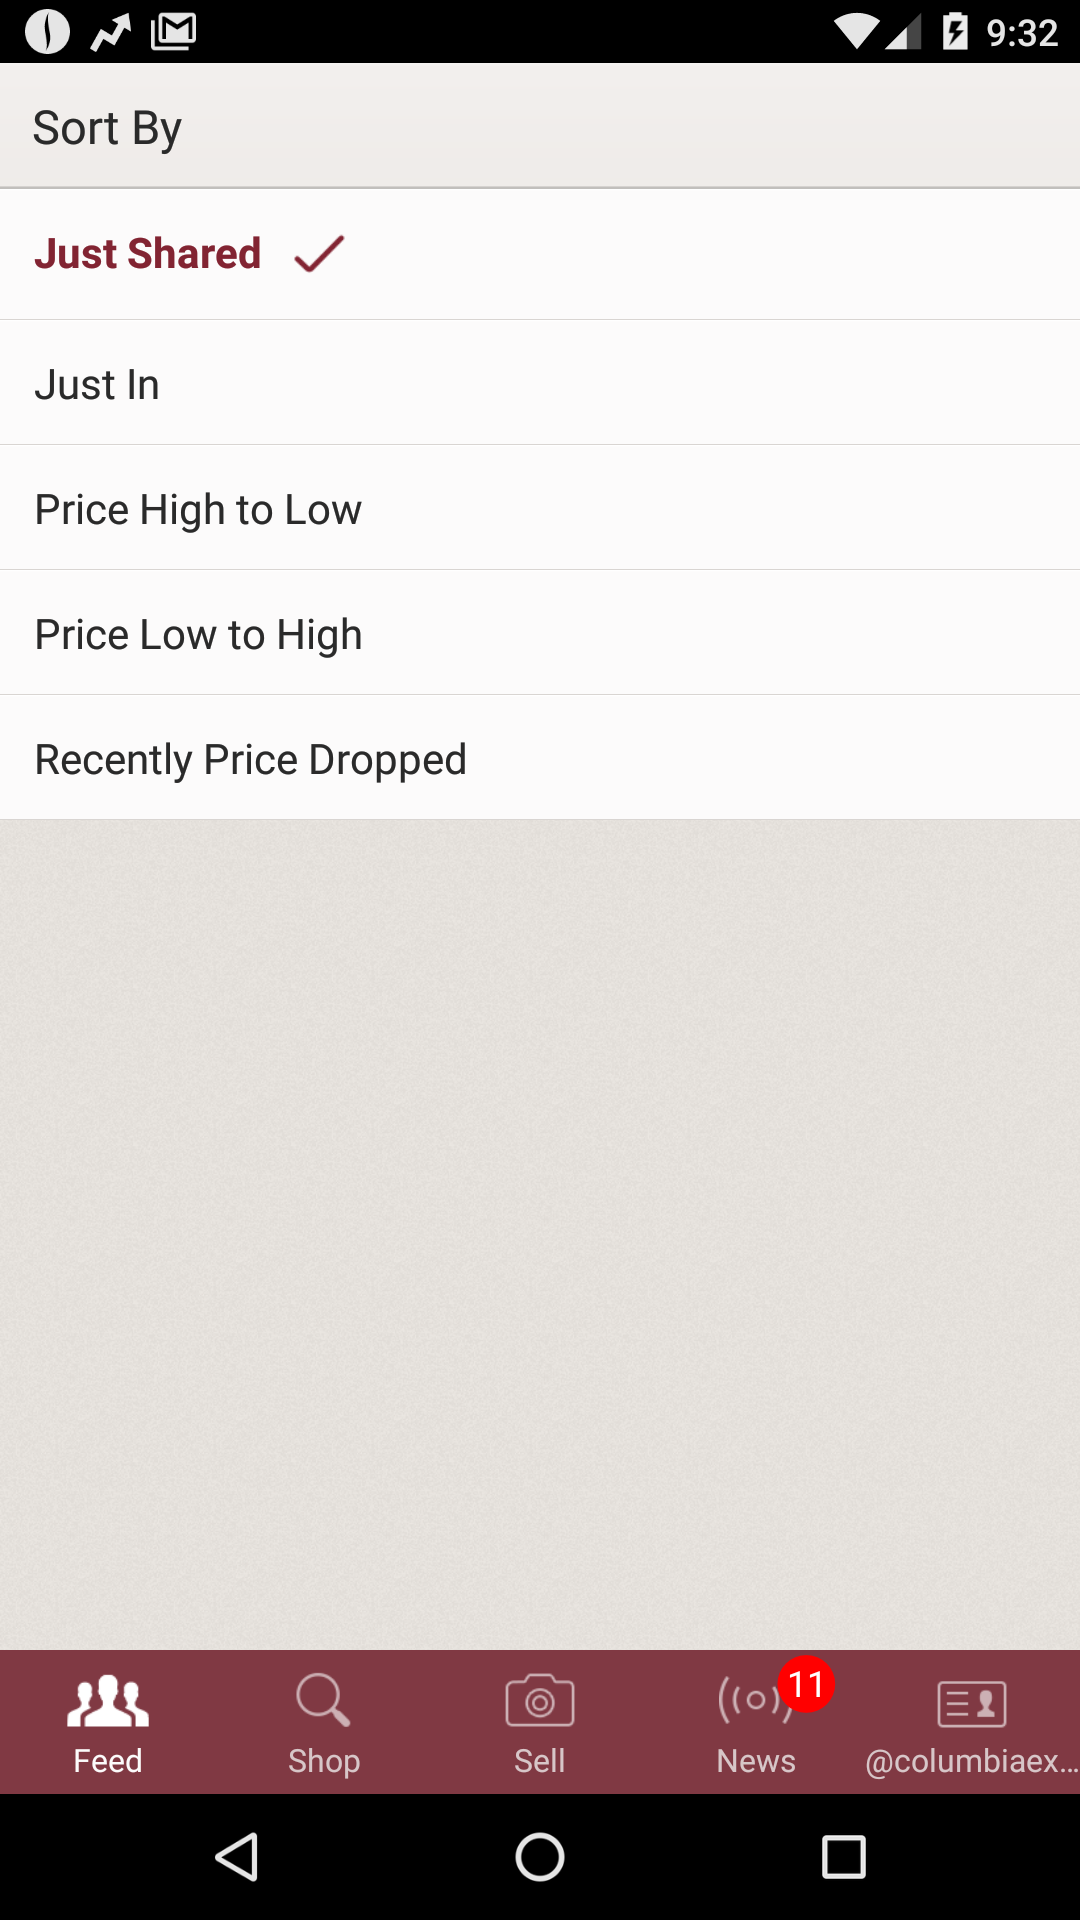 9:32
Sort By
Just Shared
Just In
Price High to Low
Price Low to High
Recently Price Dropped
11
Feed
Shop
Sell
News
@columbiaex...